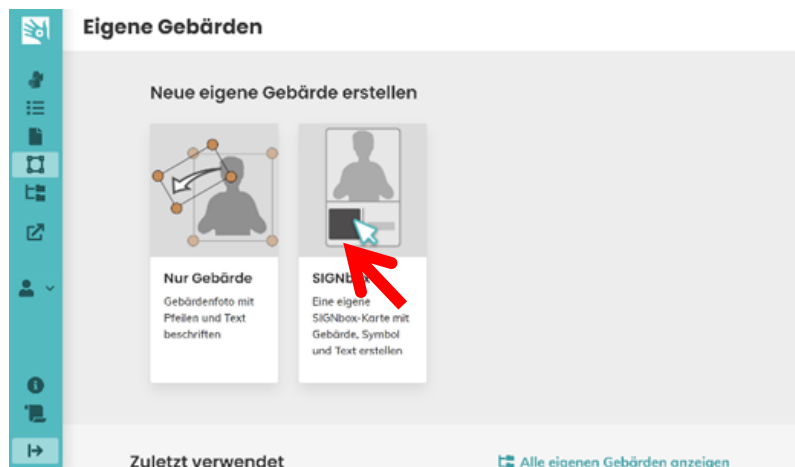 Eigene Gebärden
Neue eigene Gebärde erstellen
Nur Gebärde
Gebärdenfoto mit
Pfeilen und Text
beschriften
Eine eigene
SIGNbox-Karte mit
Gebärde, Symbol
und Text erstellen
Zuletzt verwendet
Alle eigenen Gebärden anzeigen